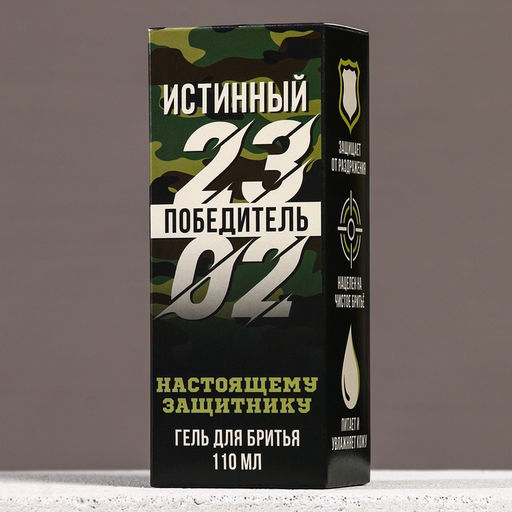 ИСТИННЫЙ
23
ПОБЕДИТЕЛЬ
02
НАСТОЯЩЕМУ
ЗАЩИТНИКУ
ГЕЛЬ ДЛЯ БРИТЬЯ
110 МЛ
ЗАЩИЩАЕТ
ОТ РАЗДРАЖЕНИЯ
НАЦЕЛЕН НА
ЧИСТОЕ БРИТЬЁ
ПИТАЕТ И
УВЛАЖНЯЕТ КОЖУ